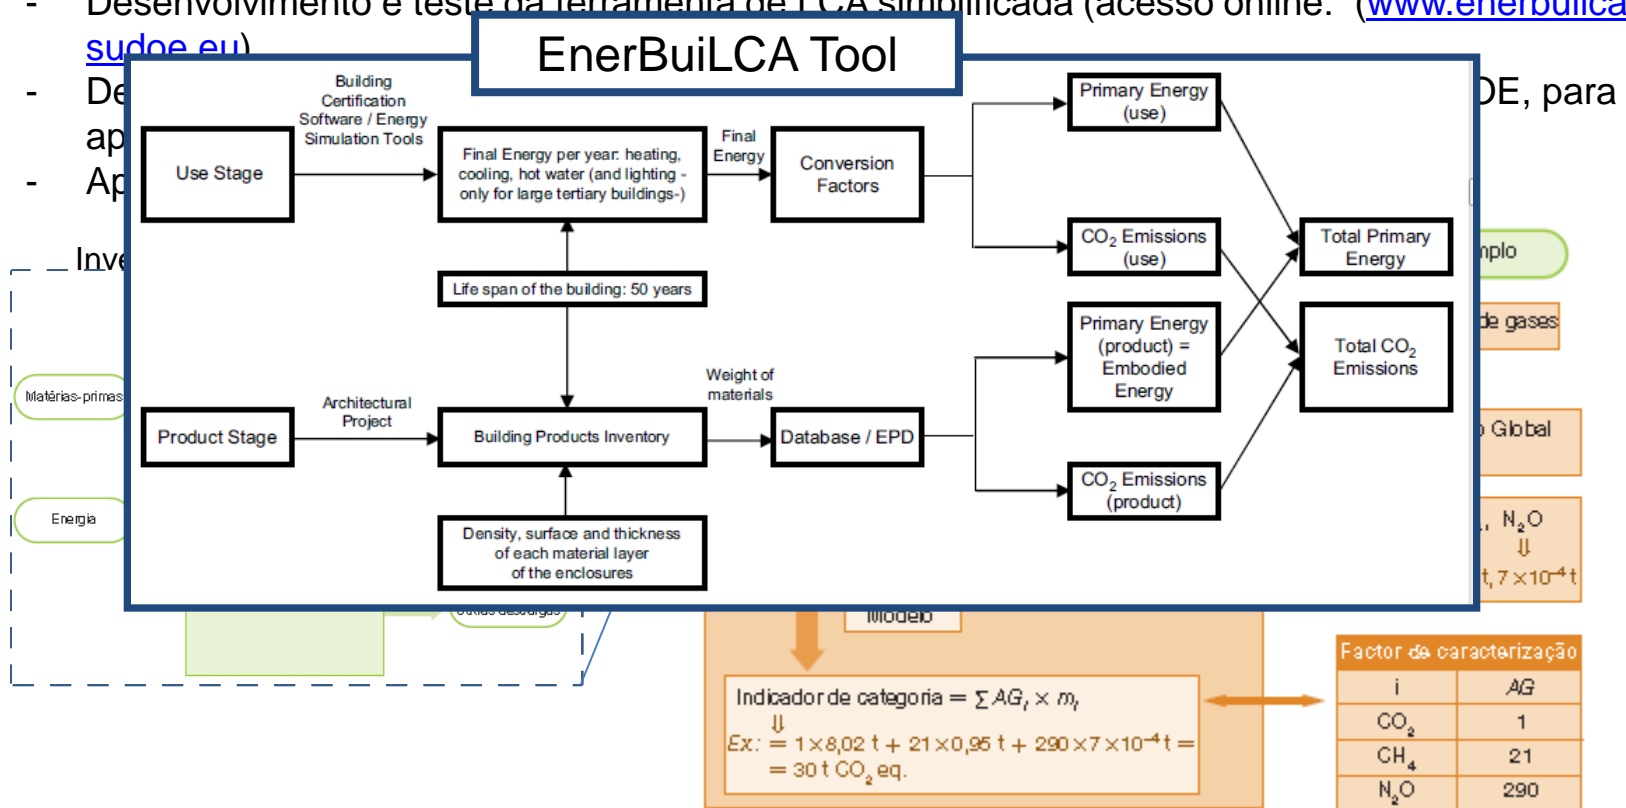 - Desenvolvimento e teste da ferramenta de LCA simplificada (acesso online: (www.enerbuilca
sudoe.eu)
EnerBuiLCA Tool
- De
DE, para
ap
- Ap
Building
Certification
Software / Energy
Simulation Tools
Use Stage
Final Energy per year: heating,
cooling, hot water (and lighting -
only for large tertiary buildings-)
Final
Energy
Conversion
Factors
Primary Energy
(use)
CO₂ Emissions
(use)
Total Primary
Energy
Life span of the building: 50 years
Primary Energy
(product) =
Embodied
Energy
Total CO₂
Emissions
Product Stage
Architectural
Project
Building Products Inventory
Weight of
materials
Database / EPD
CO₂ Emissions
(product)
Density, surface and thickness
of each material layer
of the enclosures
Inve
Matérias-primas
Energia
Outras descargas
mplo
de gases
Global
, N₂O
⇓
t, 7×10⁻⁴ t
Modelo
Indicador de categoria = ∑ AGᵢ × mᵢ
⇓
Ex: = 1×8,02 t + 21×0,95 t + 290×7×10⁻⁴ t =
= 30 t CO₂ eq.
Factor de caracterização
i AG
CO₂ 1
CH₄ 21
N₂O 290